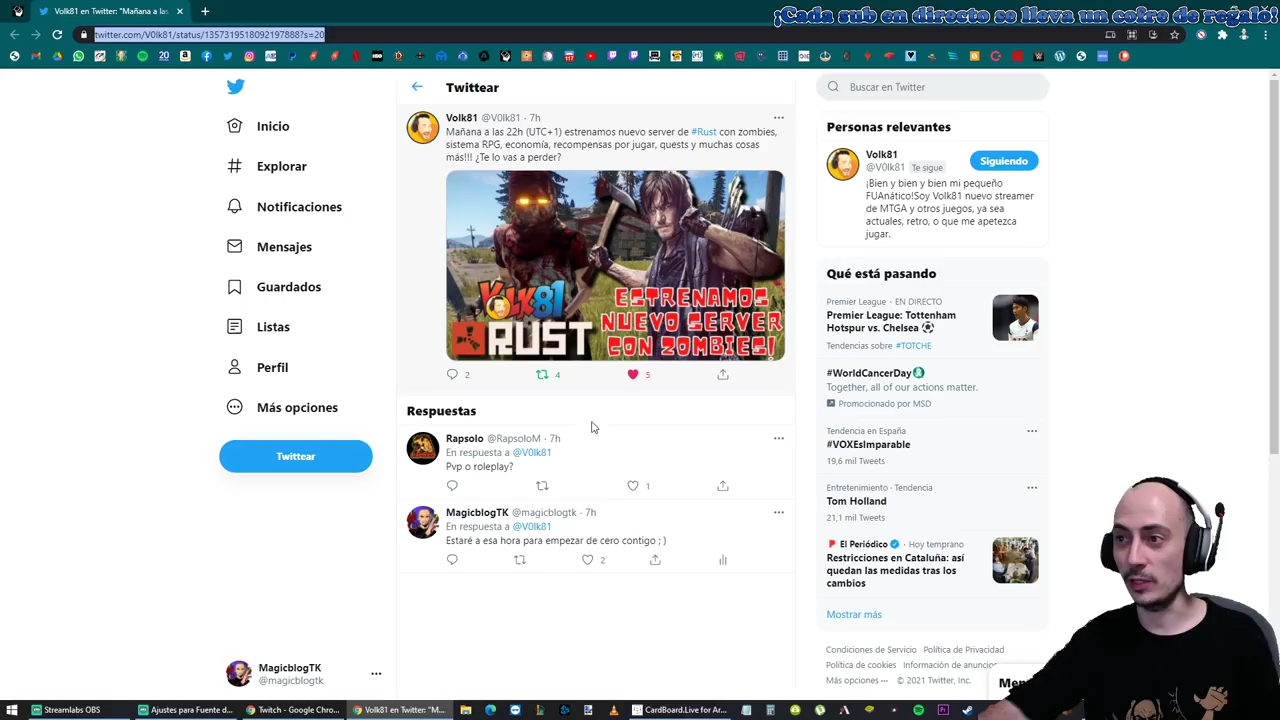 Volk81 en Twitter: "Mañana a las
¡Cada sub en directo se lleva un cofre de regalo!
twitter.com/V0lk81/status/1357319518092197888?s=20
Twittear
Buscar en Twitter
Inicio
Explorar
Notificaciones
Mensajes
Guardados
Listas
Perfil
Más opciones
Twittear
MagicblogTK
@magicblogtk
Volk81 @V0lk81 · 7h
Mañana a las 22h (UTC+1) estrenamos nuevo server de #Rust con zombies,
sistema RPG, economía, recompensas por jugar, quests y muchas cosas
más!!! ¿Te lo vas a perder?
VOLK81
RUST
ESTRENAMOS
NUEVO SERVER
CON ZOMBIES!
2
4
5
Respuestas
Rapsolo @RapsoloM · 7h
En respuesta a @V0lk81
Pvp o roleplay?
1
MagicblogTK @magicblogtk · 7h
En respuesta a @V0lk81
Estaré a esa hora para empezar de cero contigo ; )
2
Personas relevantes
Volk81
@V0lk81 Te sigue
Siguiendo
¡Bien y bien y bien mi pequeño
FUAnático!Soy Volk81 nuevo streamer
de MTGA y otros juegos, ya sea
actuales, retro, o que me apetezca
jugar.
Qué está pasando
Premier League · EN DIRECTO
Premier League: Tottenham
Hotspur vs. Chelsea
Tendencias sobre #TOTCHE
#WorldCancerDay
Together, all of our actions matter.
Promocionado por MSD
Tendencia en España
#VOXEsImparable
19,6 mil Tweets
Entretenimiento · Tendencia
Tom Holland
21,1 mil Tweets
El Periódico · Hoy temprano
Restricciones en Cataluña: así
quedan las medidas tras los
cambios
Mostrar más
Condiciones de Servicio Política de Privacidad
Política de cookies Información de anuncios
Más opciones ··· © 2021 Twitter, Inc.
Streamlabs OBS
Ajustes para Fuente d...
Twitch - Google Chro...
Volk81 en Twitter: "M...
CardBoard.Live for Ar...